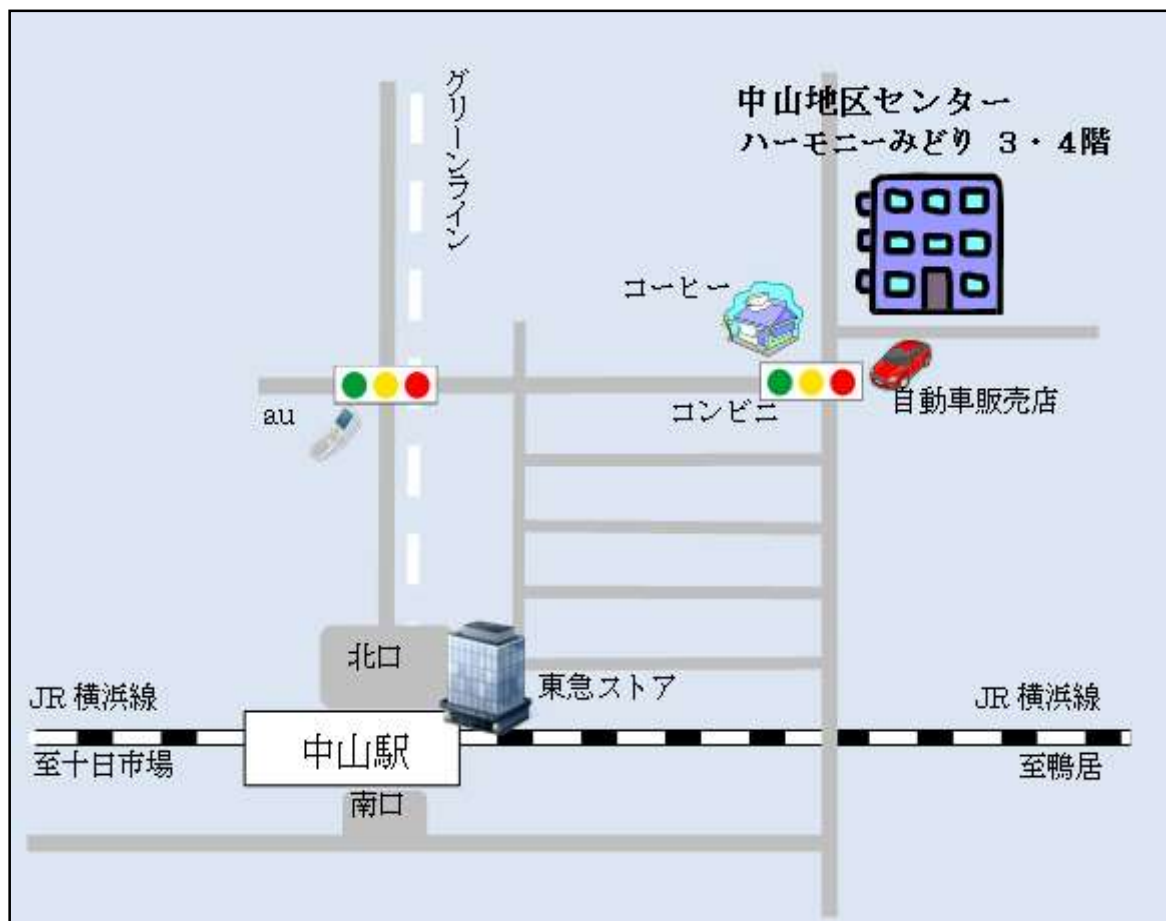 グリーンライン
中山地区センター
ハーモニーみどり 3・4階
コーヒー
au
コンビニ
自動車販売店
北口
東急ストア
JR 横浜線
JR 横浜線
中山駅
至十日市場
至鴨居
南口